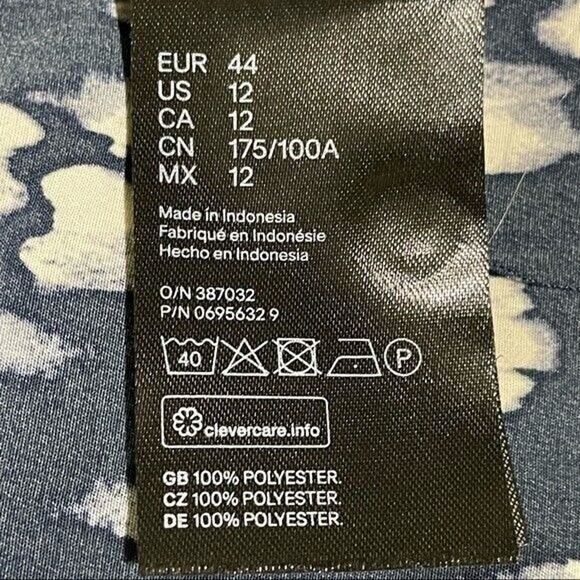 EUR 44
US 12
CA 12
CN 175/100A
MX 12
Made in Indonesia
Fabriqué en Indonésie
Hecho en Indonesia
O/N 387032
P/N 0695632 9
40 P
clevercare.info
GB 100% POLYESTER.
CZ 100% POLYESTER.
DE 100% POLYESTER.